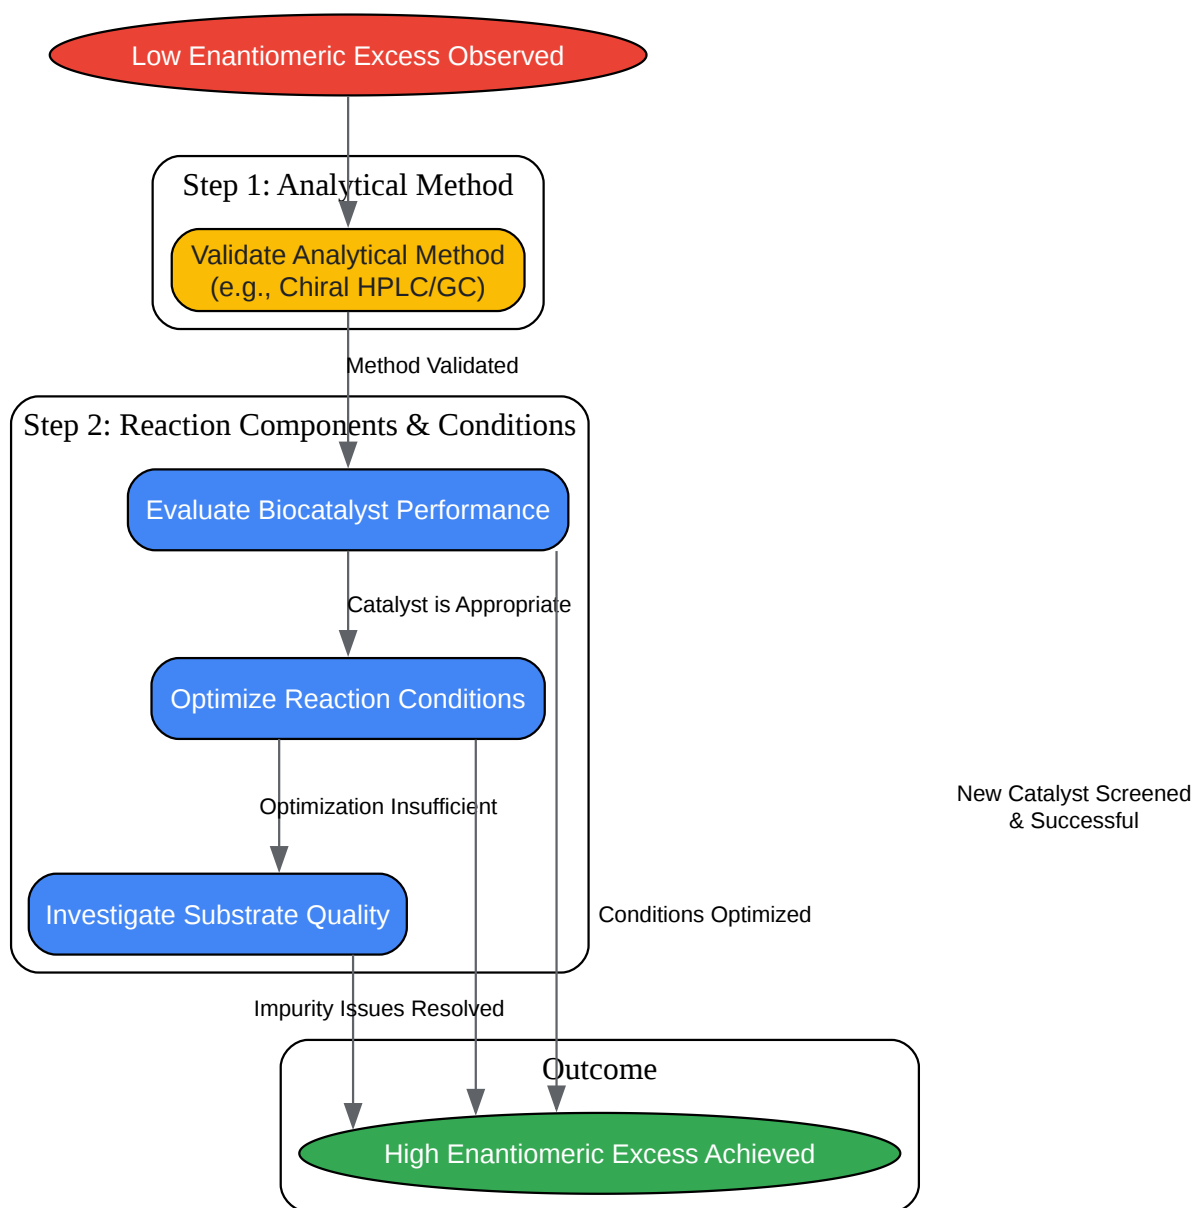 Low Enantiomeric Excess Observed
Step 1: Analytical Method
Validate Analytical Method
(e.g., Chiral HPLC/GC)
Method Validated
Step 2: Reaction Components & Conditions
Evaluate Biocatalyst Performance
Catalyst is Appropriate
Optimize Reaction Conditions
Optimization Insufficient
New Catalyst Screened
& Successful
Investigate Substrate Quality
Conditions Optimized
Impurity Issues Resolved
Outcome
High Enantiomeric Excess Achieved